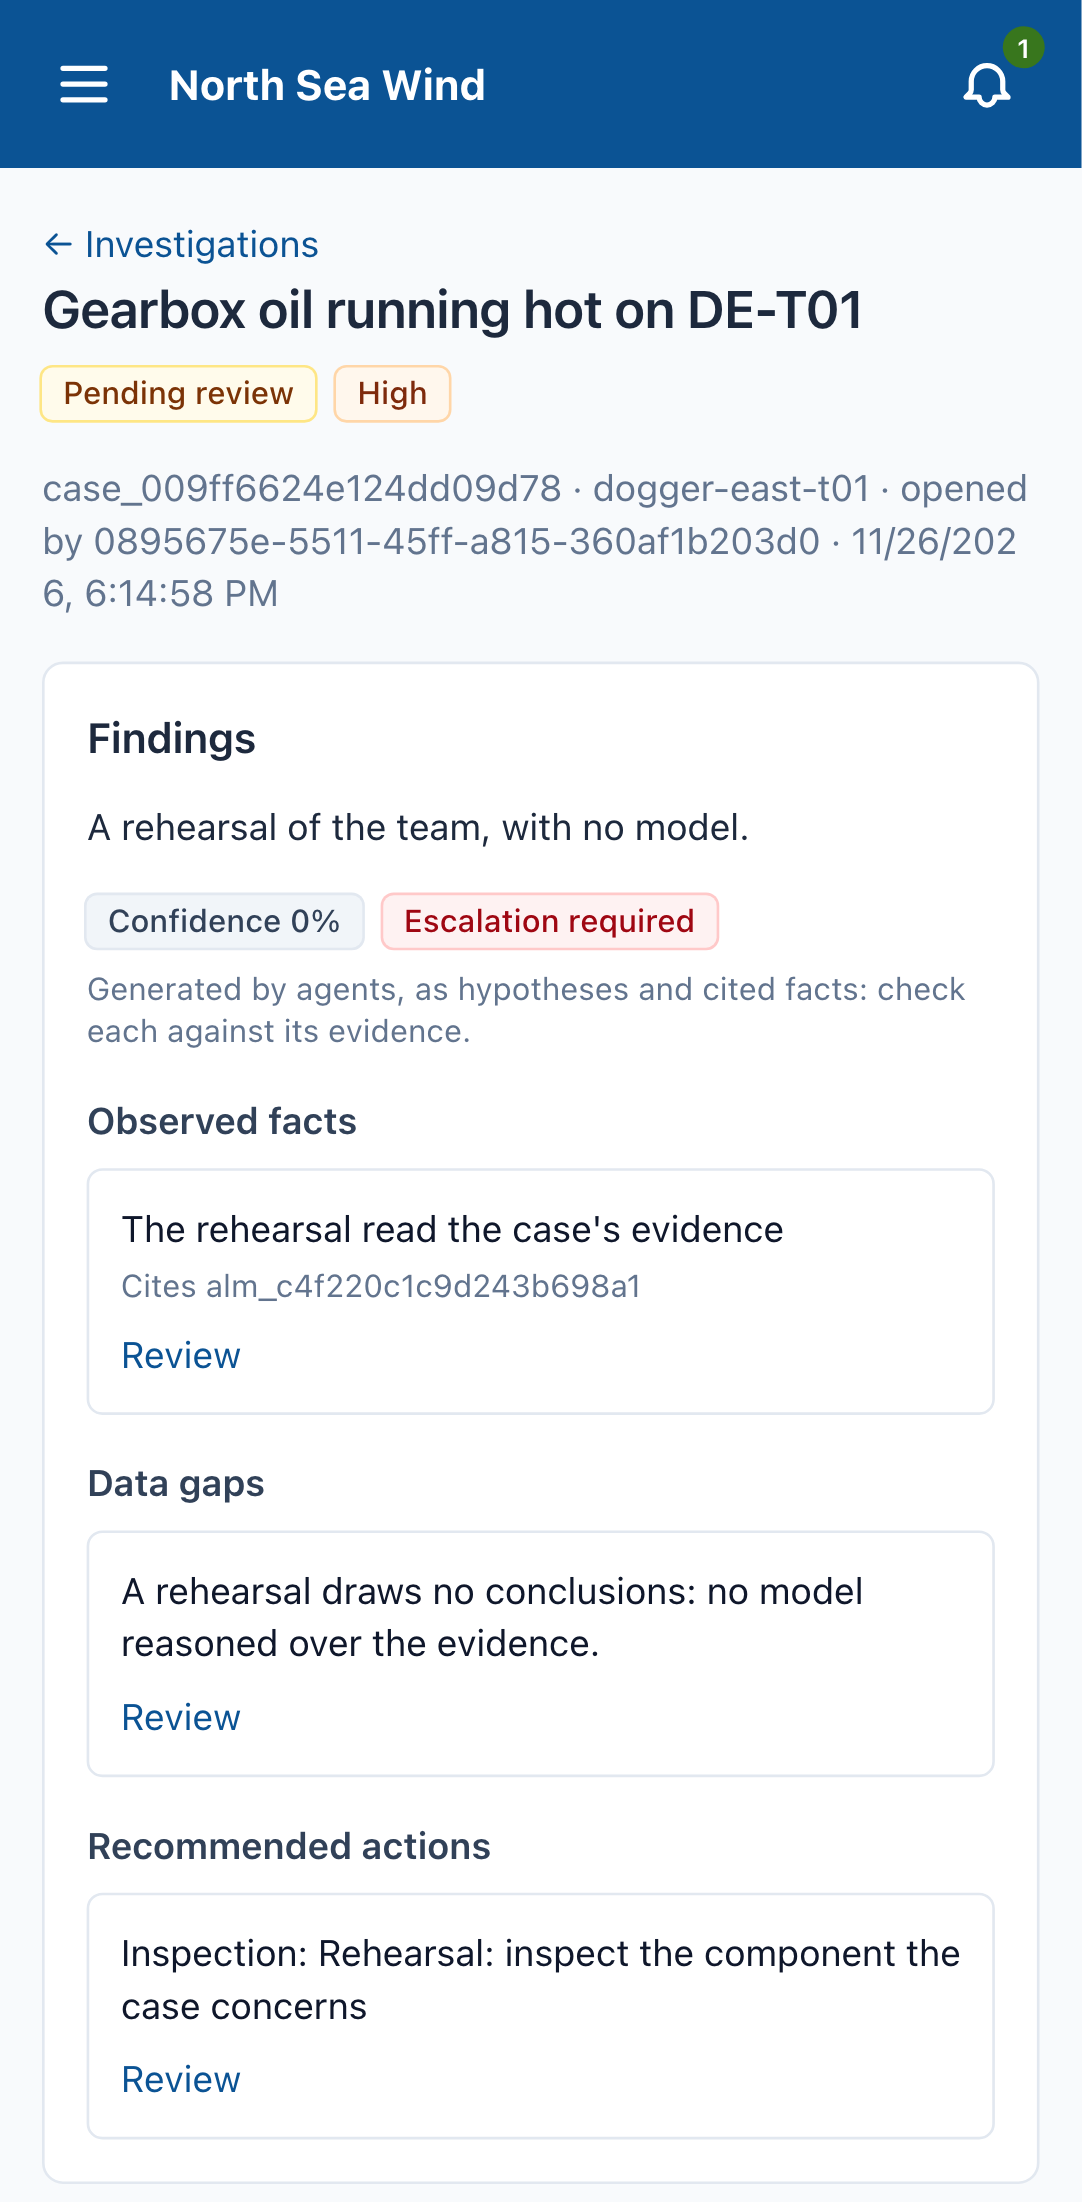 North Sea Wind
1
← Investigations
Gearbox oil running hot on DE-T01
Pending review
High
case_009ff6624e124dd09d78 · dogger-east-t01 · opened
by 0895675e-5511-45ff-a815-360af1b203d0 · 11/26/202
6, 6:14:58 PM
Findings
A rehearsal of the team, with no model.
Confidence 0%
Escalation required
Generated by agents, as hypotheses and cited facts: check
each against its evidence.
Observed facts
The rehearsal read the case's evidence
Cites alm_c4f220c1c9d243b698a1
Review
Data gaps
A rehearsal draws no conclusions: no model
reasoned over the evidence.
Review
Recommended actions
Inspection: Rehearsal: inspect the component the
case concerns
Review